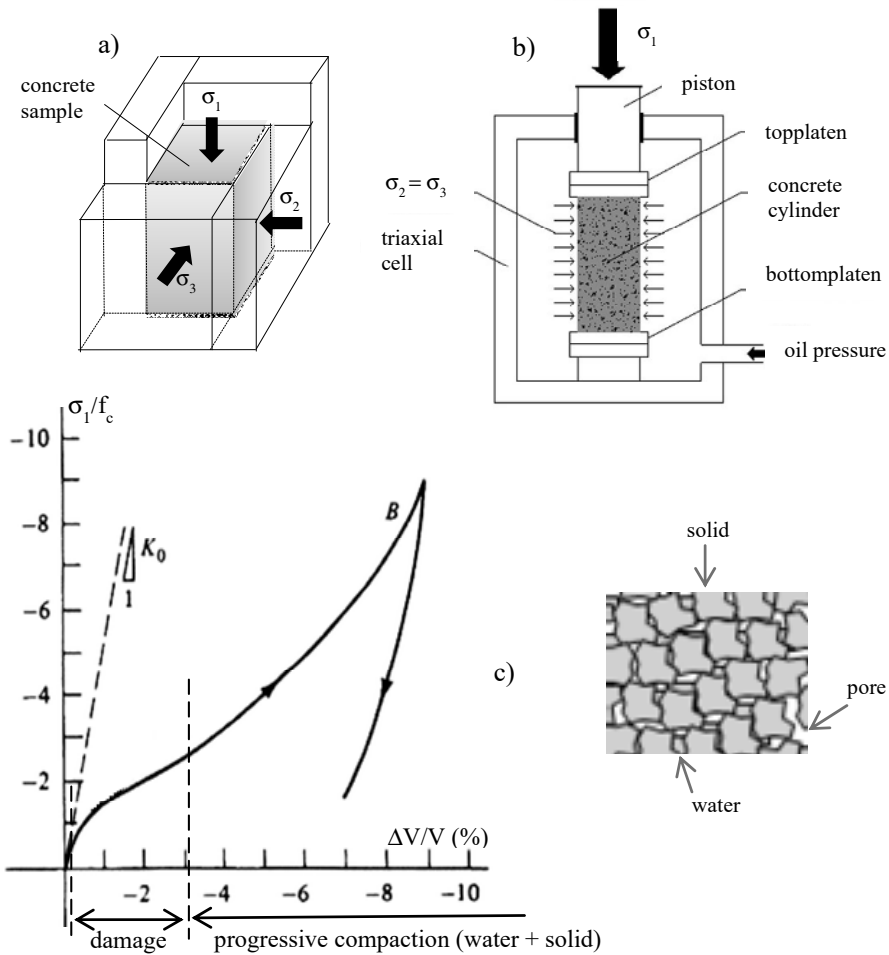 a)
concrete
sample
σ1
σ2
σ3
b)
σ1
piston
topplaten
σ2 = σ3
concrete
cylinder
triaxial
cell
bottomplaten
oil pressure
σ1/fc
−10
−8
−6
−4
−2
K0
1
B
ΔV/V (%)
−2
−4
−6
−8
−10
damage
progressive compaction (water + solid)
c)
solid
pore
water